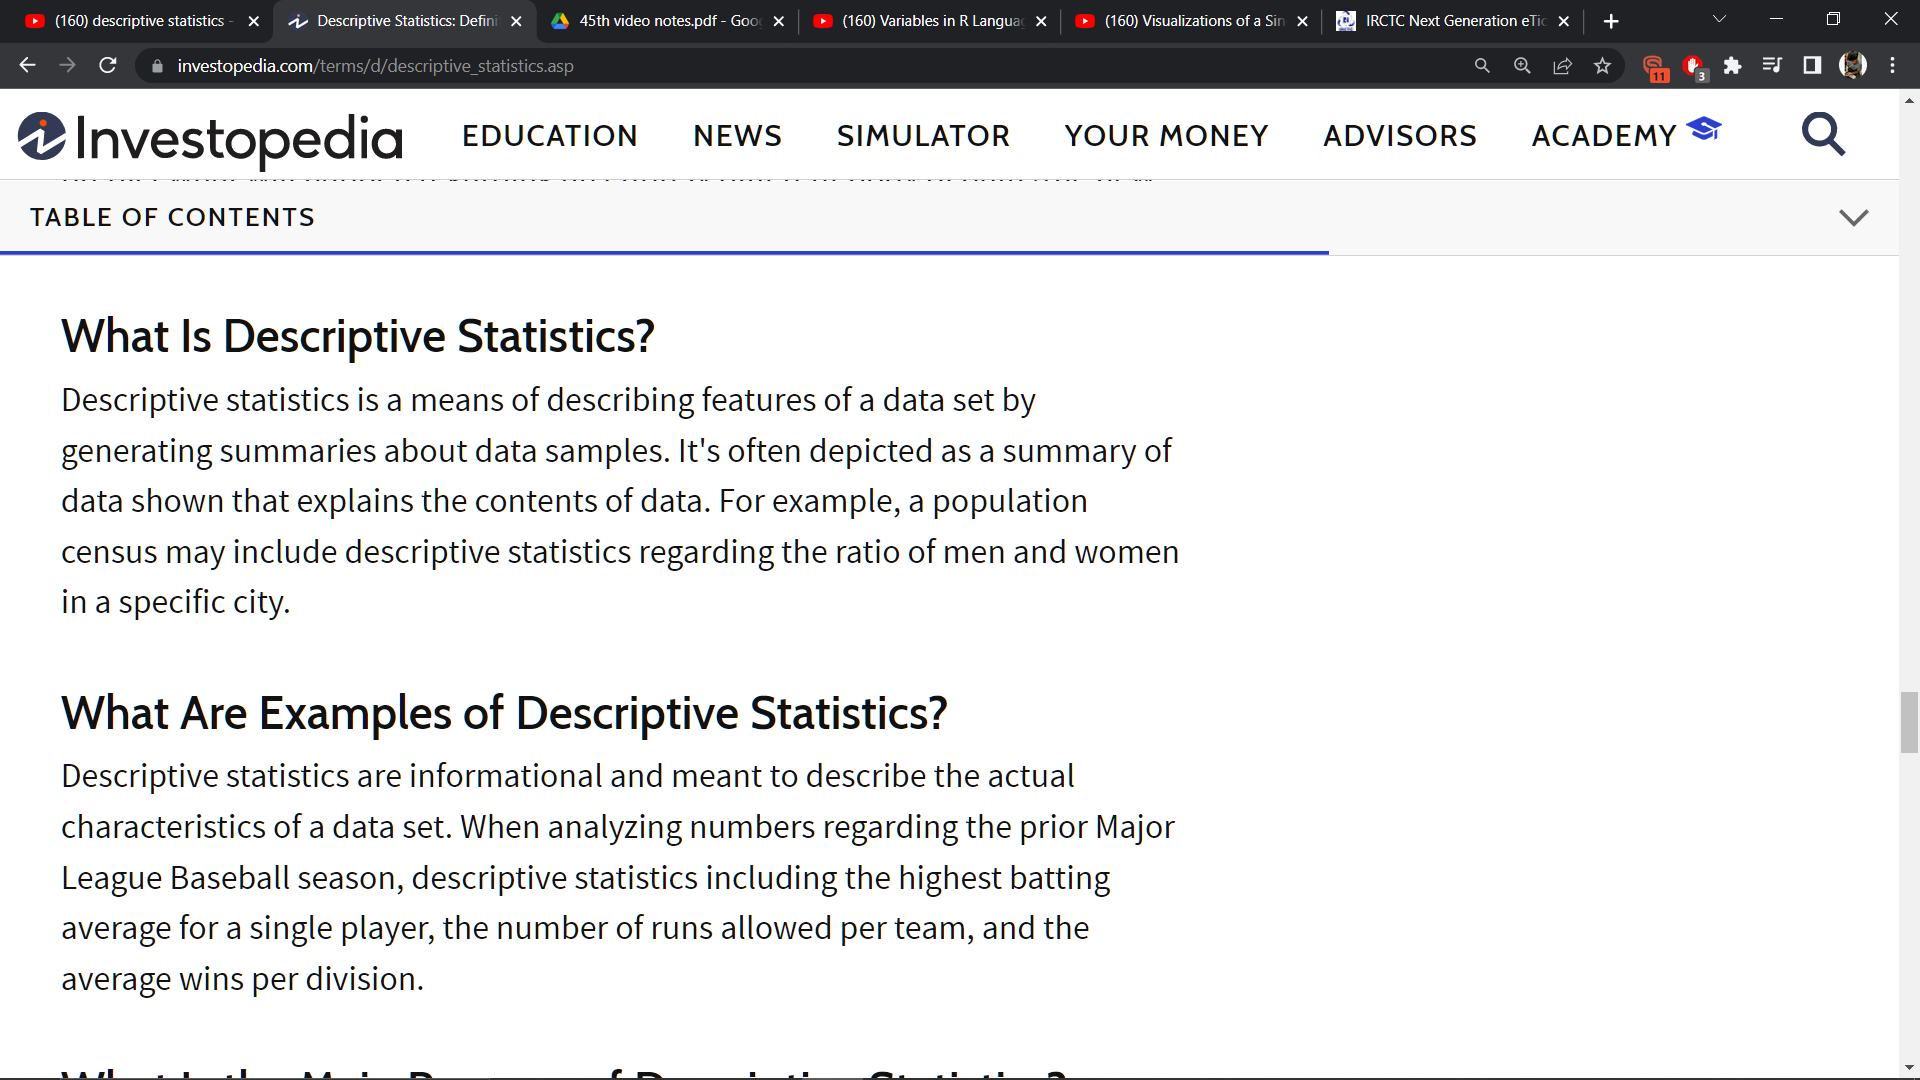 (160) descriptive statistics -
Descriptive Statistics: Defini
45th video notes.pdf - Goo
(160) Variables in R Langua
(160) Visualizations of a Sin
IRCTC Next Generation eTic
investopedia.com/terms/d/descriptive_statistics.asp
11
3
Investopedia
EDUCATION
NEWS
SIMULATOR
YOUR MONEY
ADVISORS
ACADEMY
TABLE OF CONTENTS
What Is Descriptive Statistics?
Descriptive statistics is a means of describing features of a data set by
generating summaries about data samples. It's often depicted as a summary of
data shown that explains the contents of data. For example, a population
census may include descriptive statistics regarding the ratio of men and women
in a specific city.
What Are Examples of Descriptive Statistics?
Descriptive statistics are informational and meant to describe the actual
characteristics of a data set. When analyzing numbers regarding the prior Major
League Baseball season, descriptive statistics including the highest batting
average for a single player, the number of runs allowed per team, and the
average wins per division.